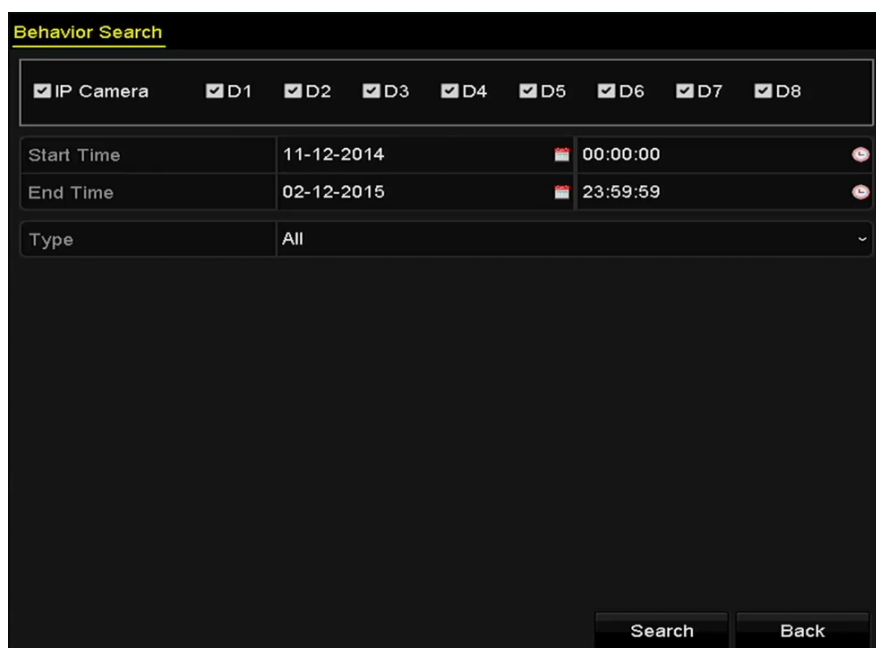 Behavior Search
IP Camera D1 D2 D3 D4 D5 D6 D7 D8
Start Time 11-12-2014 00:00:00
End Time 02-12-2015 23:59:59
Type All
Search Back